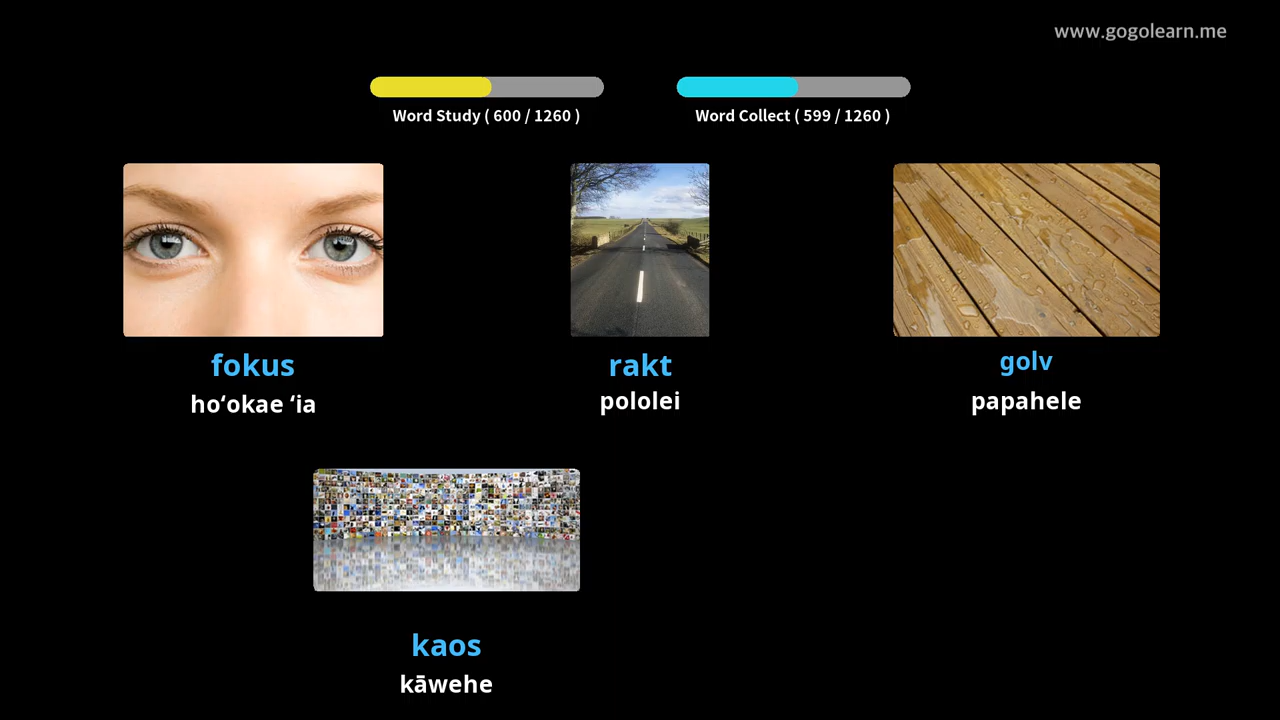 www.gogolearn.me
Word Study ( 600 / 1260 )
Word Collect ( 599 / 1260 )
fokus
hoʻokae ʻia
rakt
pololei
golv
papahele
kaos
kāwehe